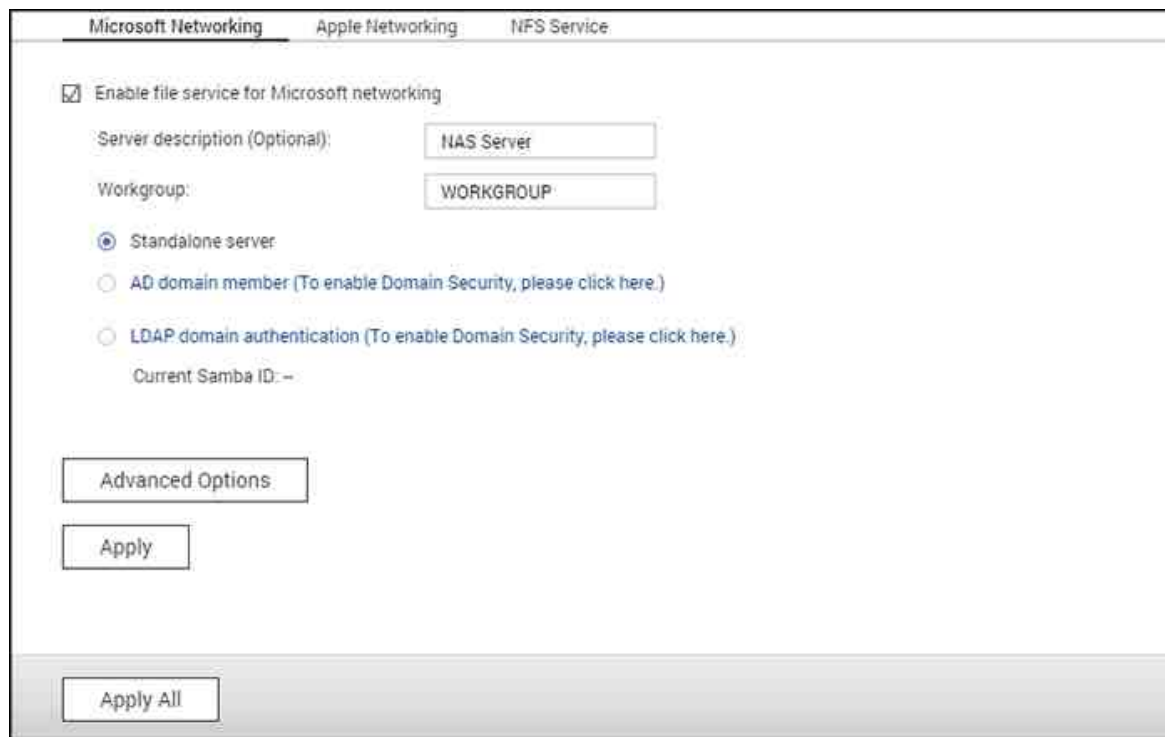 Microsoft Networking Apple Networking NFS Service
Enable file service for Microsoft networking
Server description (Optional): NAS Server
Workgroup: WORKGROUP
Standalone server
AD domain member (To enable Domain Security, please click here.)
LDAP domain authentication (To enable Domain Security, please click here.)
Current Samba ID: --
Advanced Options
Apply
Apply All